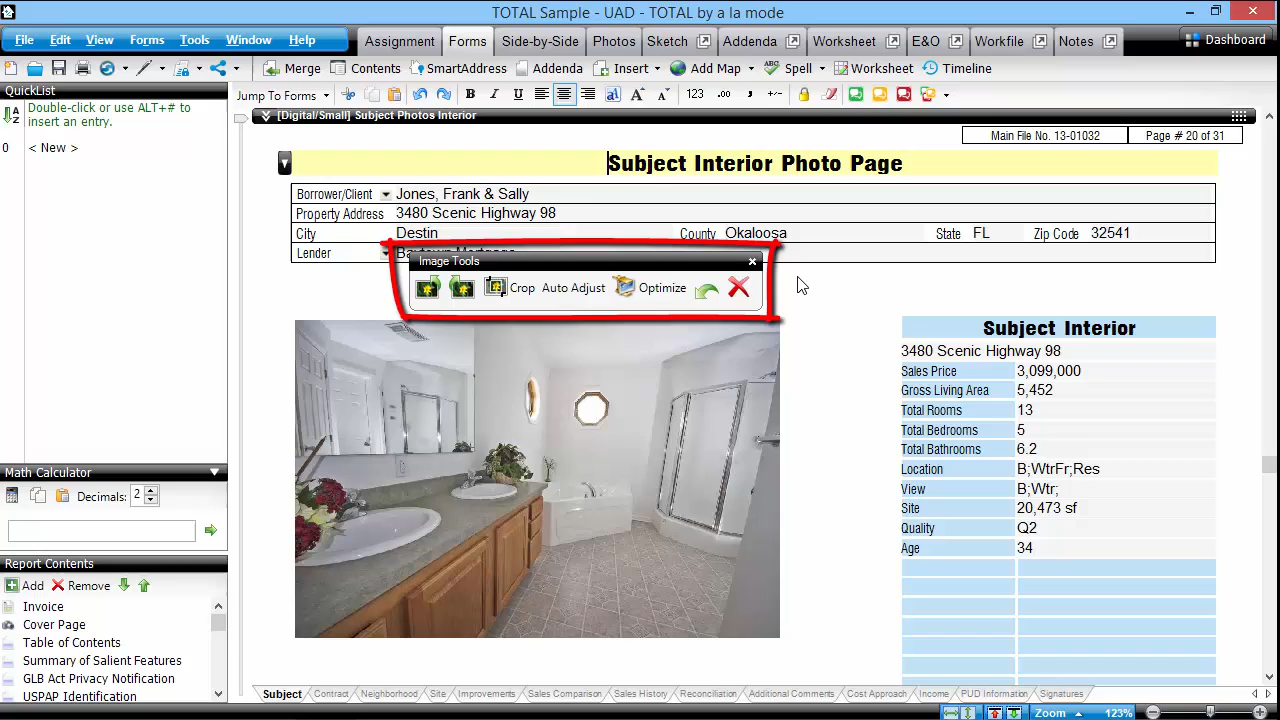 TOTAL Sample - UAD - TOTAL by a la mode
File Edit View Forms Tools Window Help
Assignment Forms Side-by-Side Photos Sketch Addenda Worksheet E&O Workfile Notes Dashboard
Merge Contents SmartAddress Addenda Insert Add Map Spell Worksheet Timeline
QuickList
Jump To Forms B I U 123 .00 , +−
Double-click or use ALT+# to
insert an entry.
0 < New >
[Digital/Small] Subject Photos Interior
Main File No. 13-01032 Page # 20 of 31
Subject Interior Photo Page
Borrower/Client Jones, Frank & Sally
Property Address 3480 Scenic Highway 98
City Destin County Okaloosa State FL Zip Code 32541
Lender Baytown Mortgage
Image Tools
Crop Auto Adjust Optimize
Subject Interior
3480 Scenic Highway 98
Sales Price 3,099,000
Gross Living Area 5,452
Total Rooms 13
Total Bedrooms 5
Total Bathrooms 6.2
Location B;WtrFr;Res
View B;Wtr;
Site 20,473 sf
Quality Q2
Age 34
Math Calculator
Decimals: 2
Report Contents
Add Remove
Invoice
Cover Page
Table of Contents
Summary of Salient Features
GLB Act Privacy Notification
USPAP Identification
Subject Contract Neighborhood Site Improvements Sales Comparison Sales History Reconciliation Additional Comments Cost Approach Income PUD Information Signatures
Zoom 123%